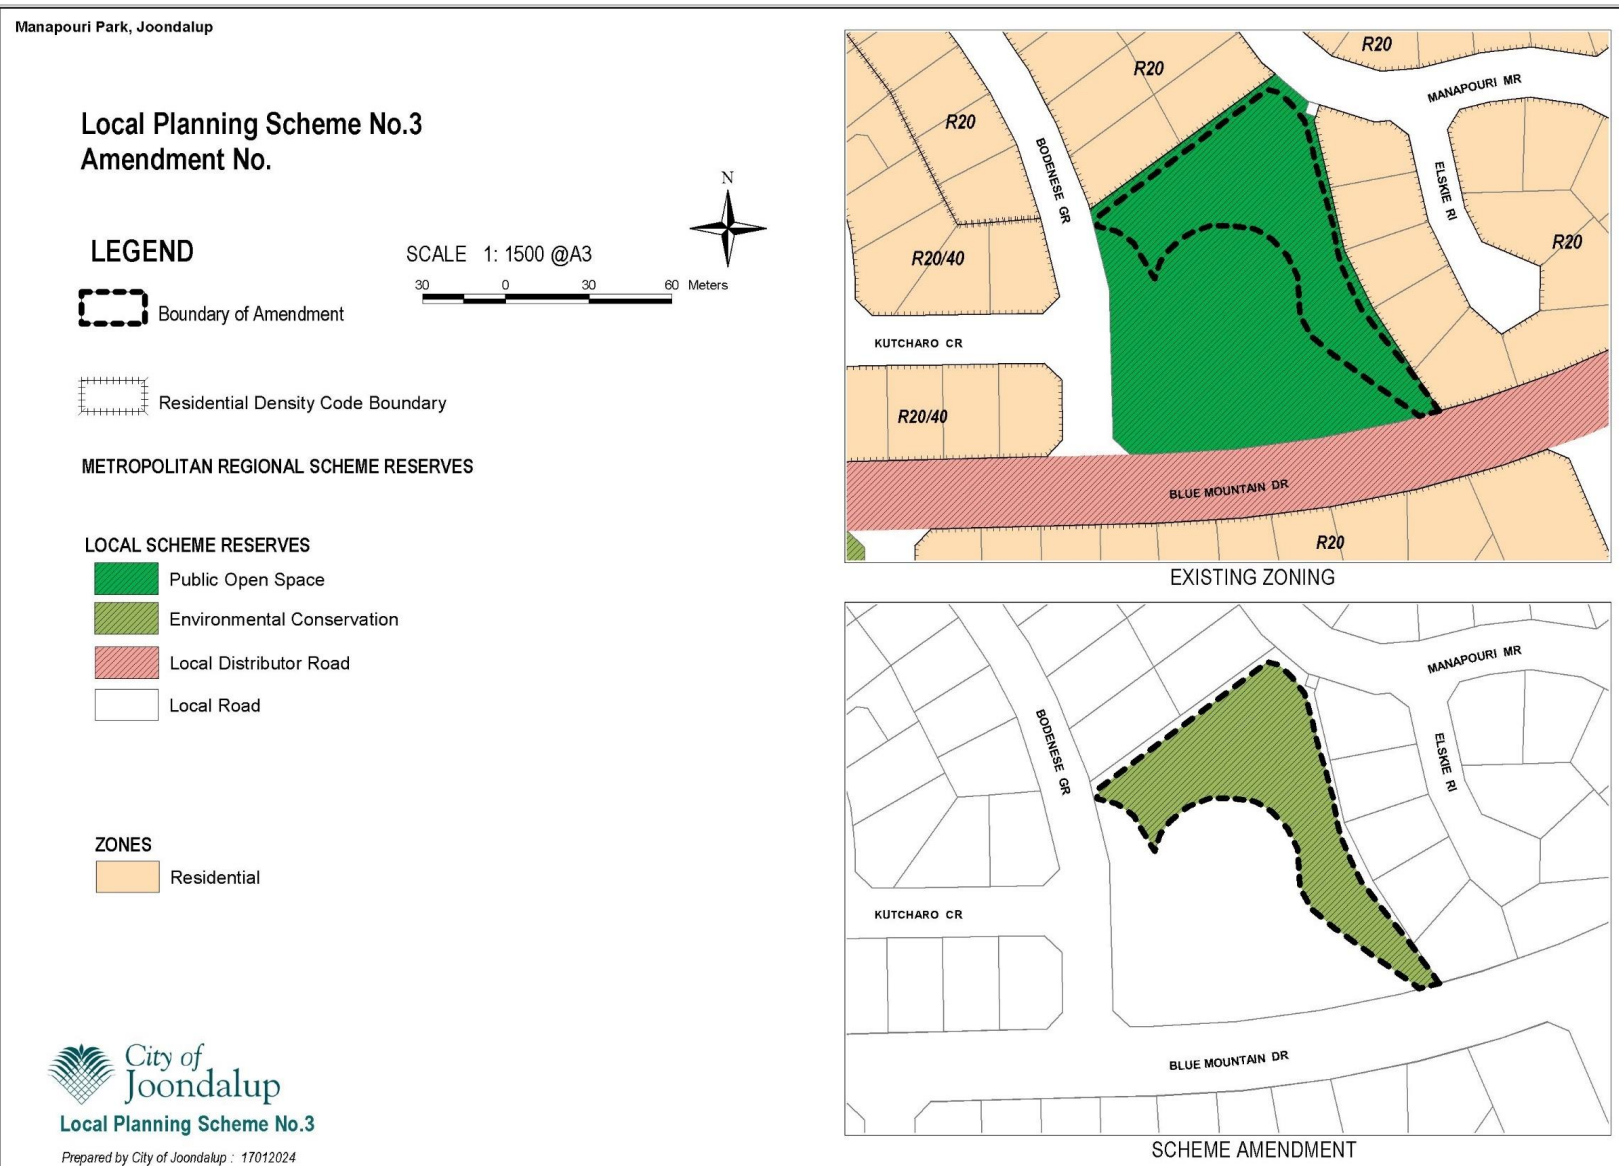 Manapouri Park, Joondalup
Local Planning Scheme No.3
Amendment No.
LEGEND
Boundary of Amendment
Residential Density Code Boundary
SCALE 1: 1500 @A3
30 0 30 60 Meters
N
METROPOLITAN REGIONAL SCHEME RESERVES
LOCAL SCHEME RESERVES
Public Open Space
Environmental Conservation
Local Distributor Road
Local Road
ZONES
Residential
City of
Joondalup
Local Planning Scheme No.3
Prepared by City of Joondalup : 17012024
R20
R20
R20
MANAPOURI MR
BODENESE GR
ELSKIE RI
R20
R20/40
KUTCHARO CR
R20/40
BLUE MOUNTAIN DR
R20
EXISTING ZONING
MANAPOURI MR
BODENESE GR
ELSKIE RI
KUTCHARO CR
BLUE MOUNTAIN DR
SCHEME AMENDMENT